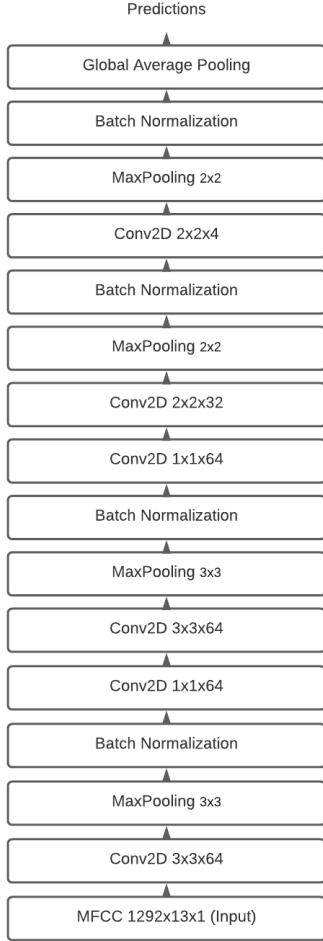 Predictions
Global Average Pooling
Batch Normalization
MaxPooling 2x2
Conv2D 2x2x4
Batch Normalization
MaxPooling 2x2
Conv2D 2x2x32
Conv2D 1x1x64
Batch Normalization
MaxPooling 3x3
Conv2D 3x3x64
Conv2D 1x1x64
Batch Normalization
MaxPooling 3x3
Conv2D 3x3x64
MFCC 1292x13x1 (Input)